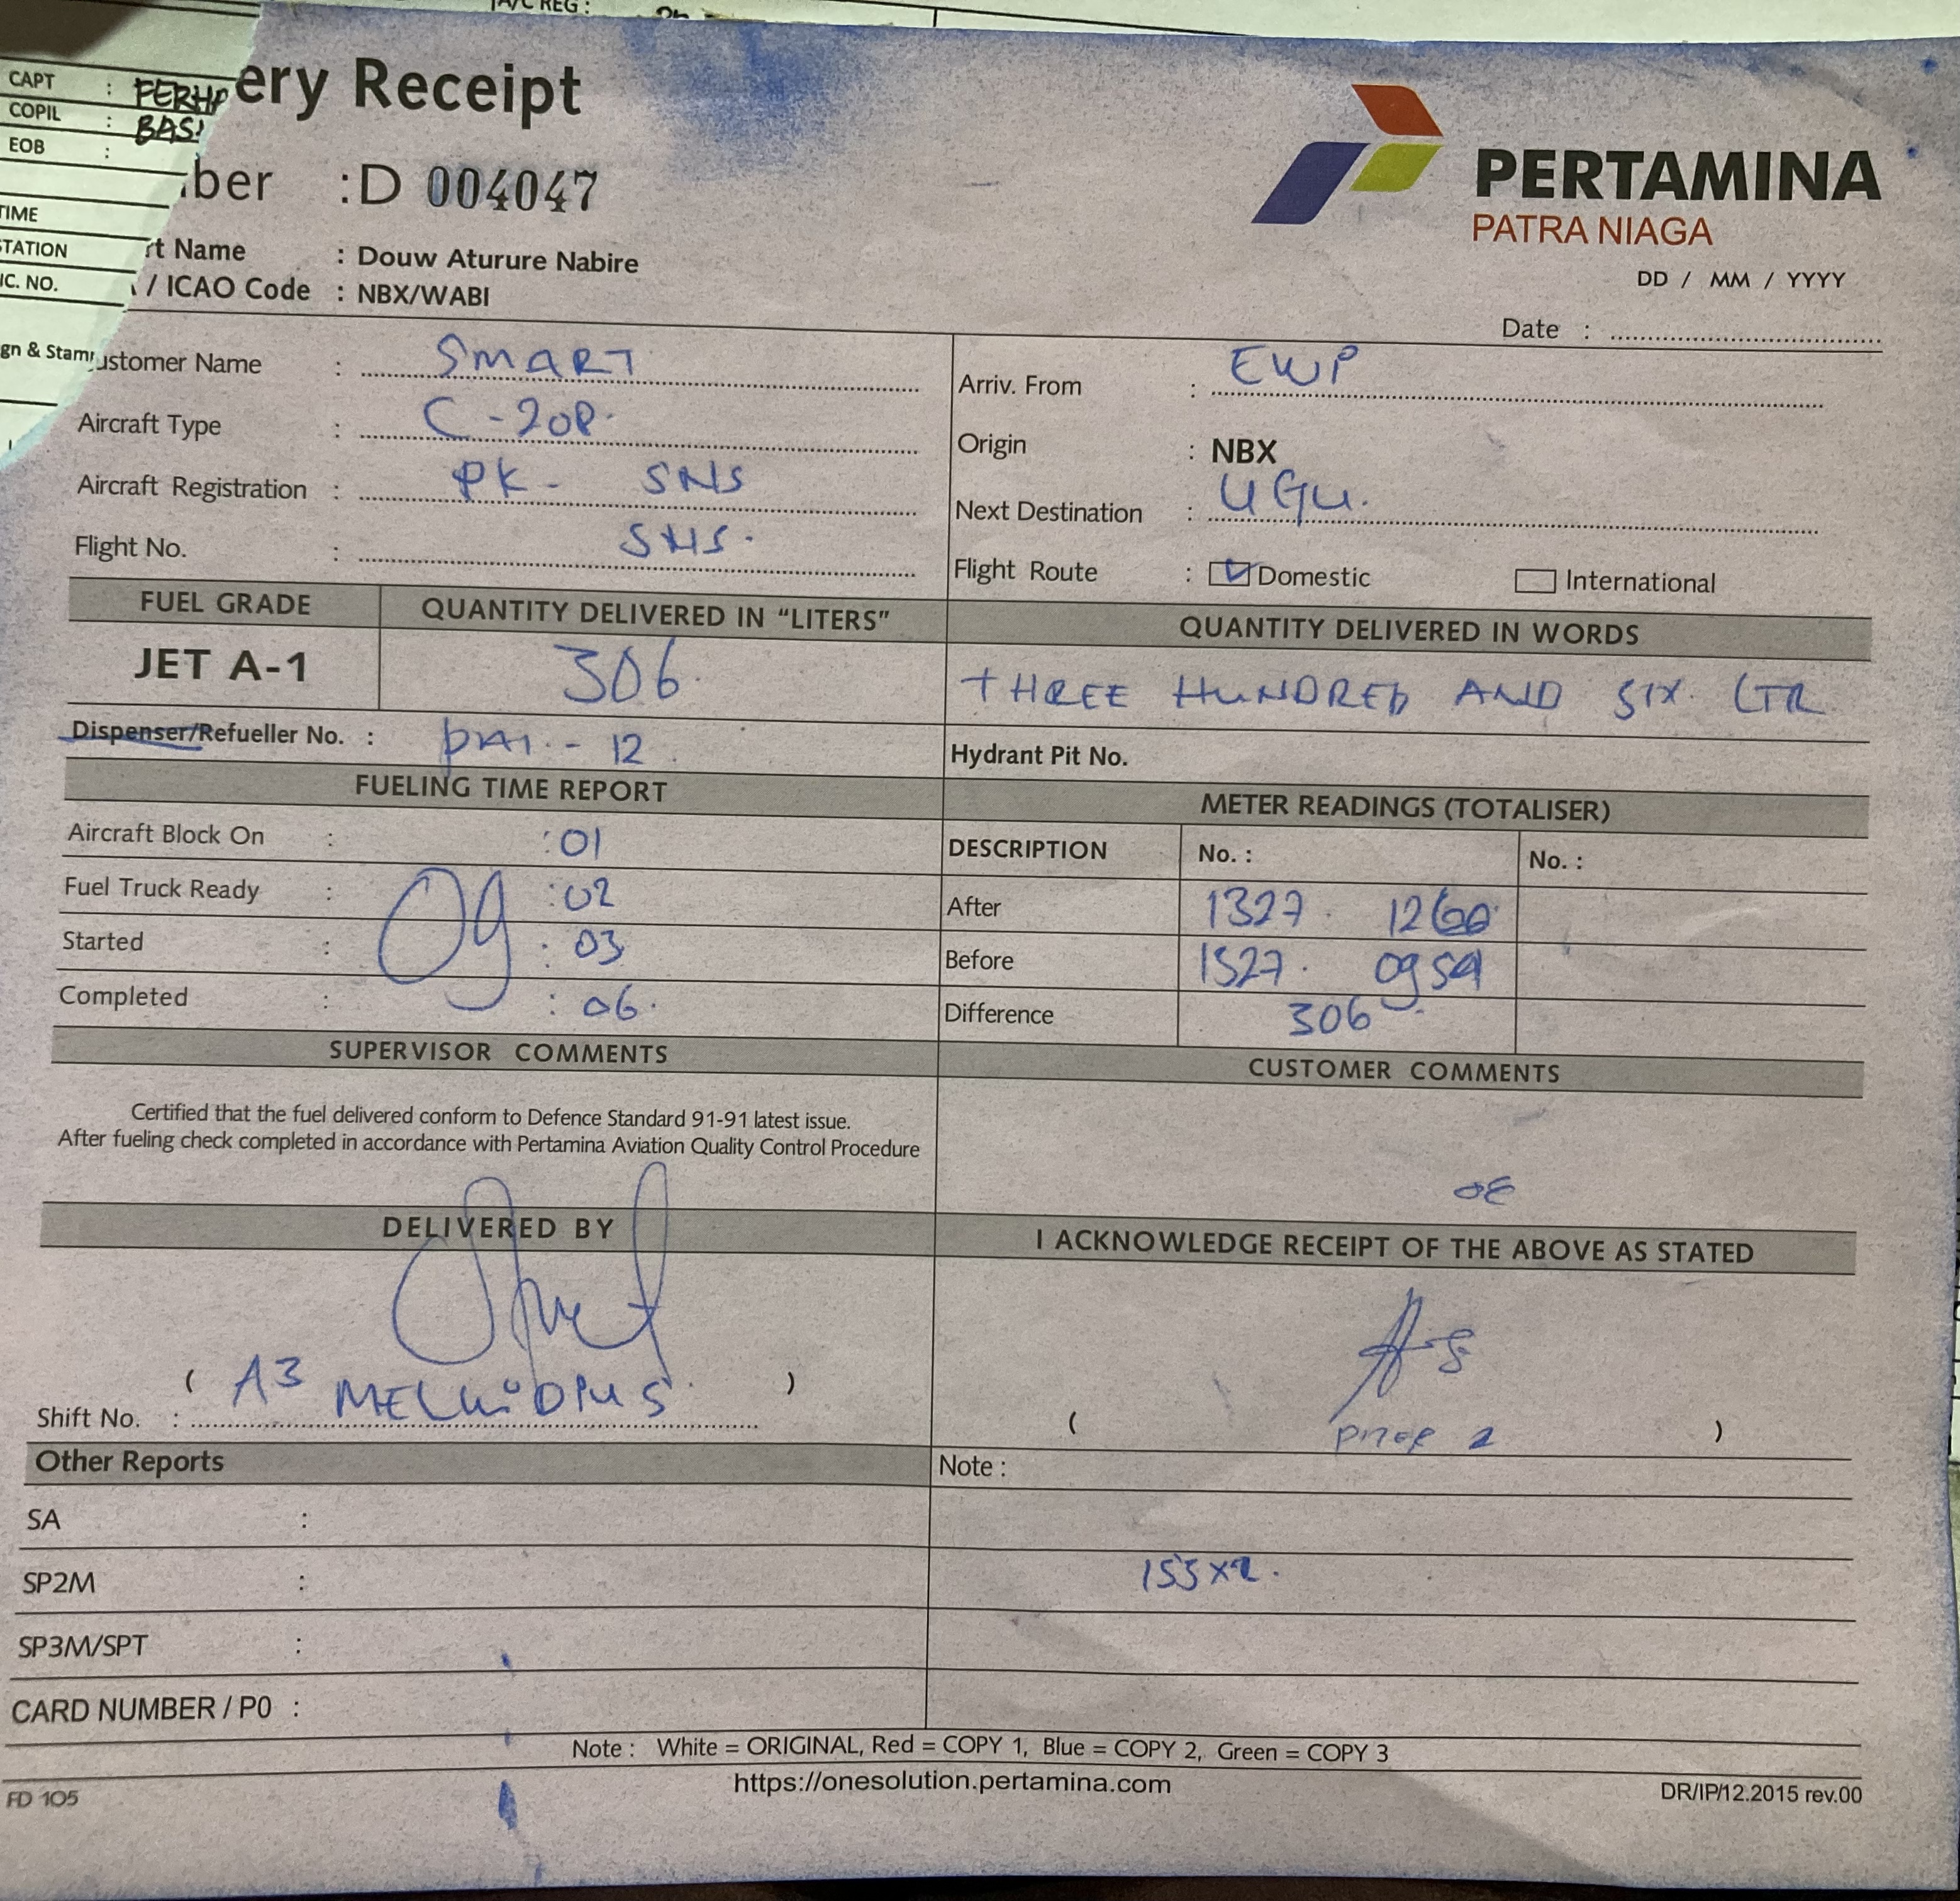 A/C REG :
CAPT :
COPIL :
EOB :
TIME
STATION
IC. NO.
gn & Stam
ery Receipt
ber : D 004047
rt Name : Douw Aturure Nabire
/ ICAO Code : NBX/WABI
PERTAMINA
PATRA NIAGA
DD / MM / YYYY
Date :
ustomer Name : SMART
Aircraft Type : C-208
Aircraft Registration : PK - SNS
Flight No. : SNS
Arriv. From : EWP
Origin : NBX
Next Destination : UGU
Flight Route : Domestic International
FUEL GRADE QUANTITY DELIVERED IN “LITERS” QUANTITY DELIVERED IN WORDS
JET A-1 306 THREE HUNDRED AND SIX LTR
Dispenser/Refueller No. : - 12
Hydrant Pit No.
FUELING TIME REPORT
Aircraft Block On : :01
Fuel Truck Ready : 09 :02
Started : :03
Completed : :06
METER READINGS (TOTALISER)
DESCRIPTION No. : No. :
After 1327 1260
Before 1327 0954
Difference 306
SUPERVISOR COMMENTS
Certified that the fuel delivered conform to Defence Standard 91-91 latest issue.
After fueling check completed in accordance with Pertamina Aviation Quality Control Procedure
CUSTOMER COMMENTS
DELIVERED BY
( A3 )
Shift No. :
I ACKNOWLEDGE RECEIPT OF THE ABOVE AS STATED
( )
Other Reports Note :
SA :
SP2M : 153x2.
SP3M/SPT :
CARD NUMBER / P0 :
Note : White = ORIGINAL, Red = COPY 1, Blue = COPY 2, Green = COPY 3
https://onesolution.pertamina.com
FD 105
DR/IP/12.2015 rev.00